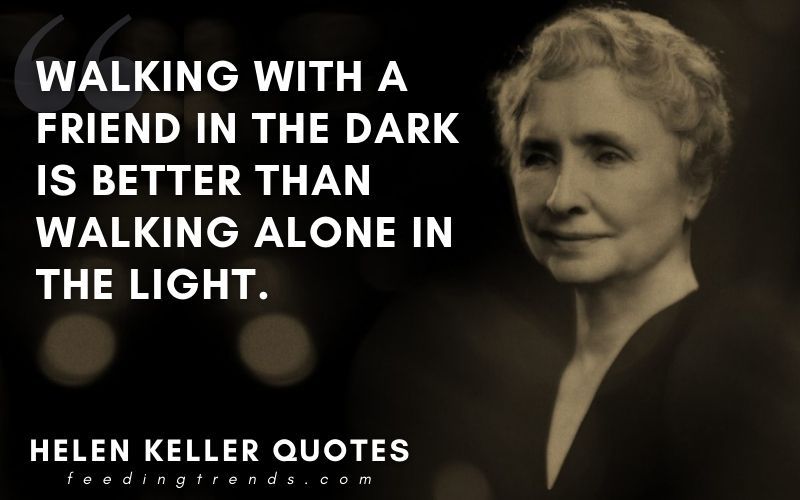 WALKING WITH A
FRIEND IN THE DARK
IS BETTER THAN
WALKING ALONE IN
THE LIGHT.
HELEN KELLER QUOTES
feedingtrends.com